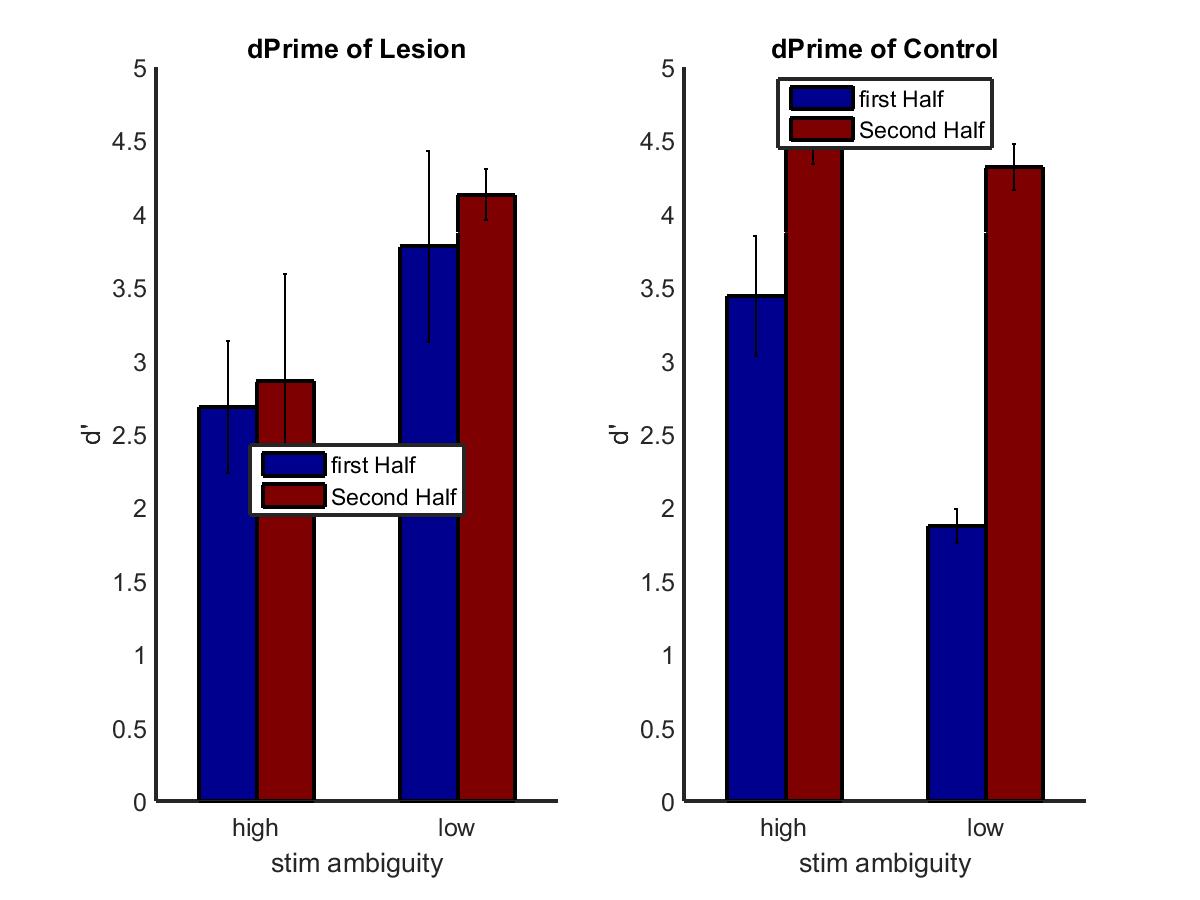 dPrime of Lesion
5
4.5
4
3.5
3
2.5
2
1.5
1
0.5
0
d'
first Half
Second Half
high
low
stim ambiguity
dPrime of Control
5
4.5
4
3.5
3
2.5
2
1.5
1
0.5
0
d'
first Half
Second Half
high
low
stim ambiguity